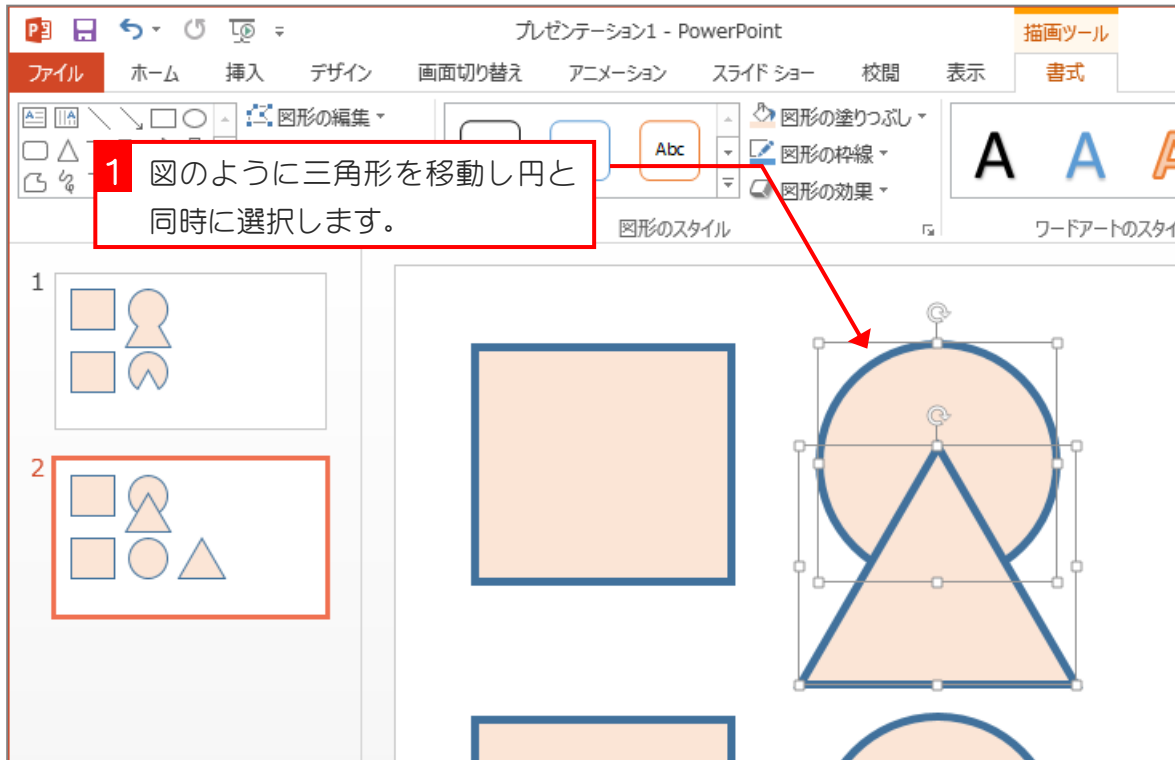 プレゼンテーション1 - PowerPoint
描画ツール
ファイル ホーム 挿入 デザイン 画面切り替え アニメーション スライド ショー 校閲 表示 書式
図形の編集
Abc
図形の塗りつぶし
図形の枠線
図形の効果
A A A
1 図のように三角形を移動し円と
同時に選択します。
図形のスタイル
ワードアートのスタイ
1
2